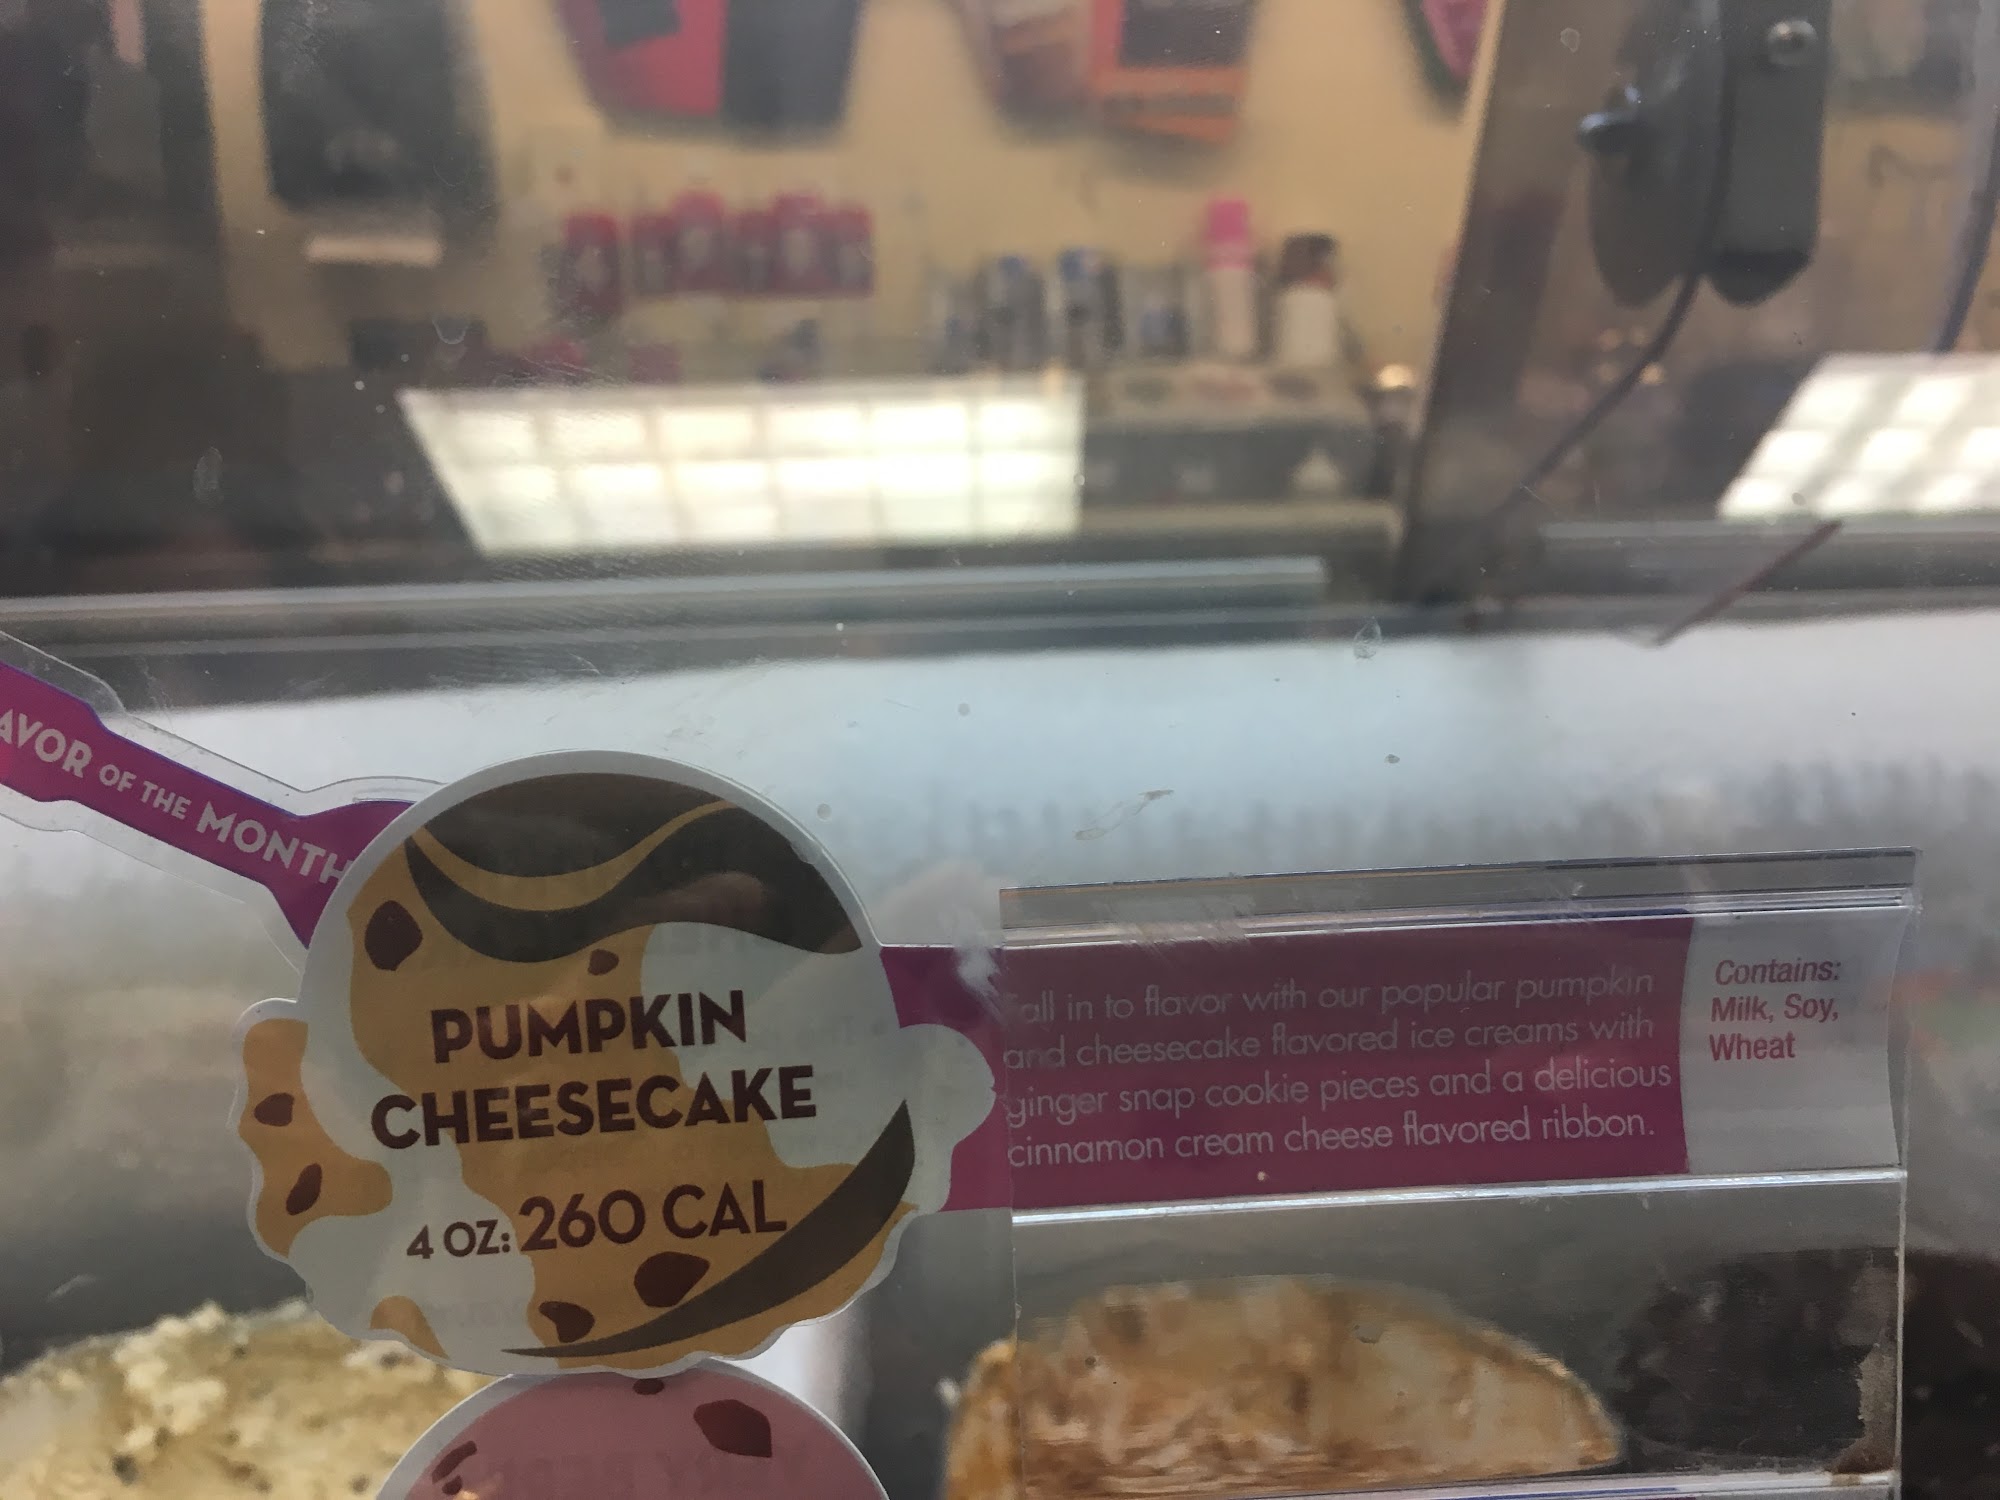 AVOR OF THE MONTH
PUMPKIN
CHEESECAKE
4 OZ: 260 CAL
all in to flavor with our popular pumpkin
and cheesecake flavored ice creams with
ginger snap cookie pieces and a delicious
cinnamon cream cheese flavored ribbon.
Contains:
Milk, Soy,
Wheat